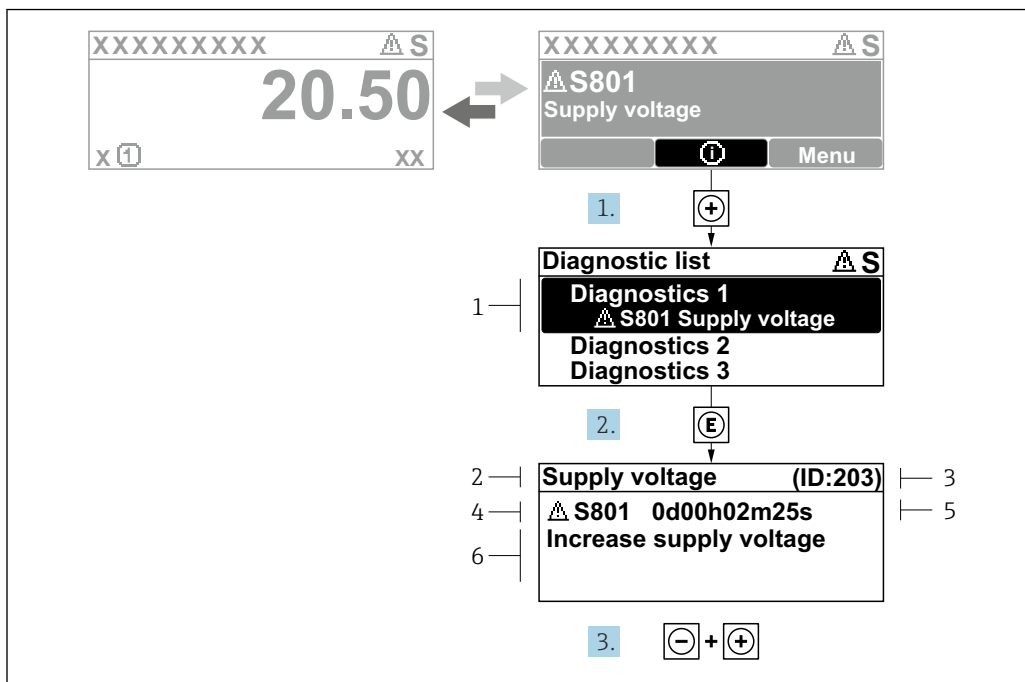 XXXXXXXXX ⚠ S
20.50
X ① XX
XXXXXXXXX ⚠ S
⚠S801
Supply voltage
ⓘ Menu
1. +
Diagnostic list ⚠ S
1
Diagnostics 1
⚠ S801 Supply voltage
Diagnostics 2
Diagnostics 3
2. E
2 Supply voltage (ID:203) 3
4 ⚠ S801 0d00h02m25s 5
6 Increase supply voltage
3. - + +